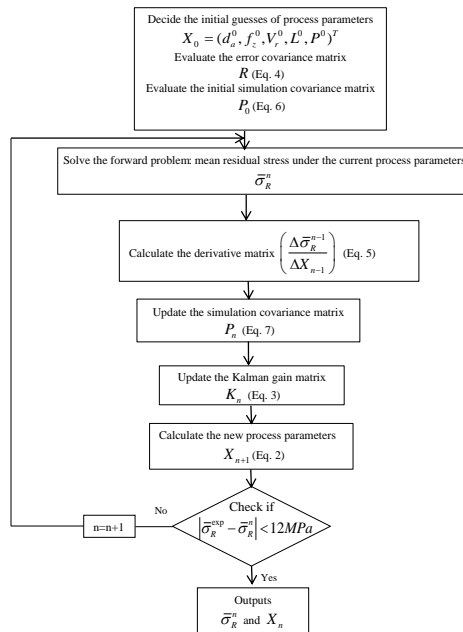 Decide the initial guesses of process parameters
X₀ = (d_a^0, f_z^0, V_r^0, L^0, P^0)^T
Evaluate the error covariance matrix
R (Eq. 4)
Evaluate the initial simulation covariance matrix
P₀ (Eq. 6)
Solve the forward problem: mean residual stress under the current process parameters
σ̅_R^n
Calculate the derivative matrix (Δσ̅_R^{n-1} / ΔX_{n-1}) (Eq. 5)
Update the simulation covariance matrix
P_n (Eq. 7)
Update the Kalman gain matrix
K_n (Eq. 3)
Calculate the new process parameters
X_{n+1} (Eq. 2)
Check if
|σ̅_R^{exp} − σ̅_R^n| < 12MPa
No
n=n+1
Yes
Outputs
σ̅_R^n and X_n